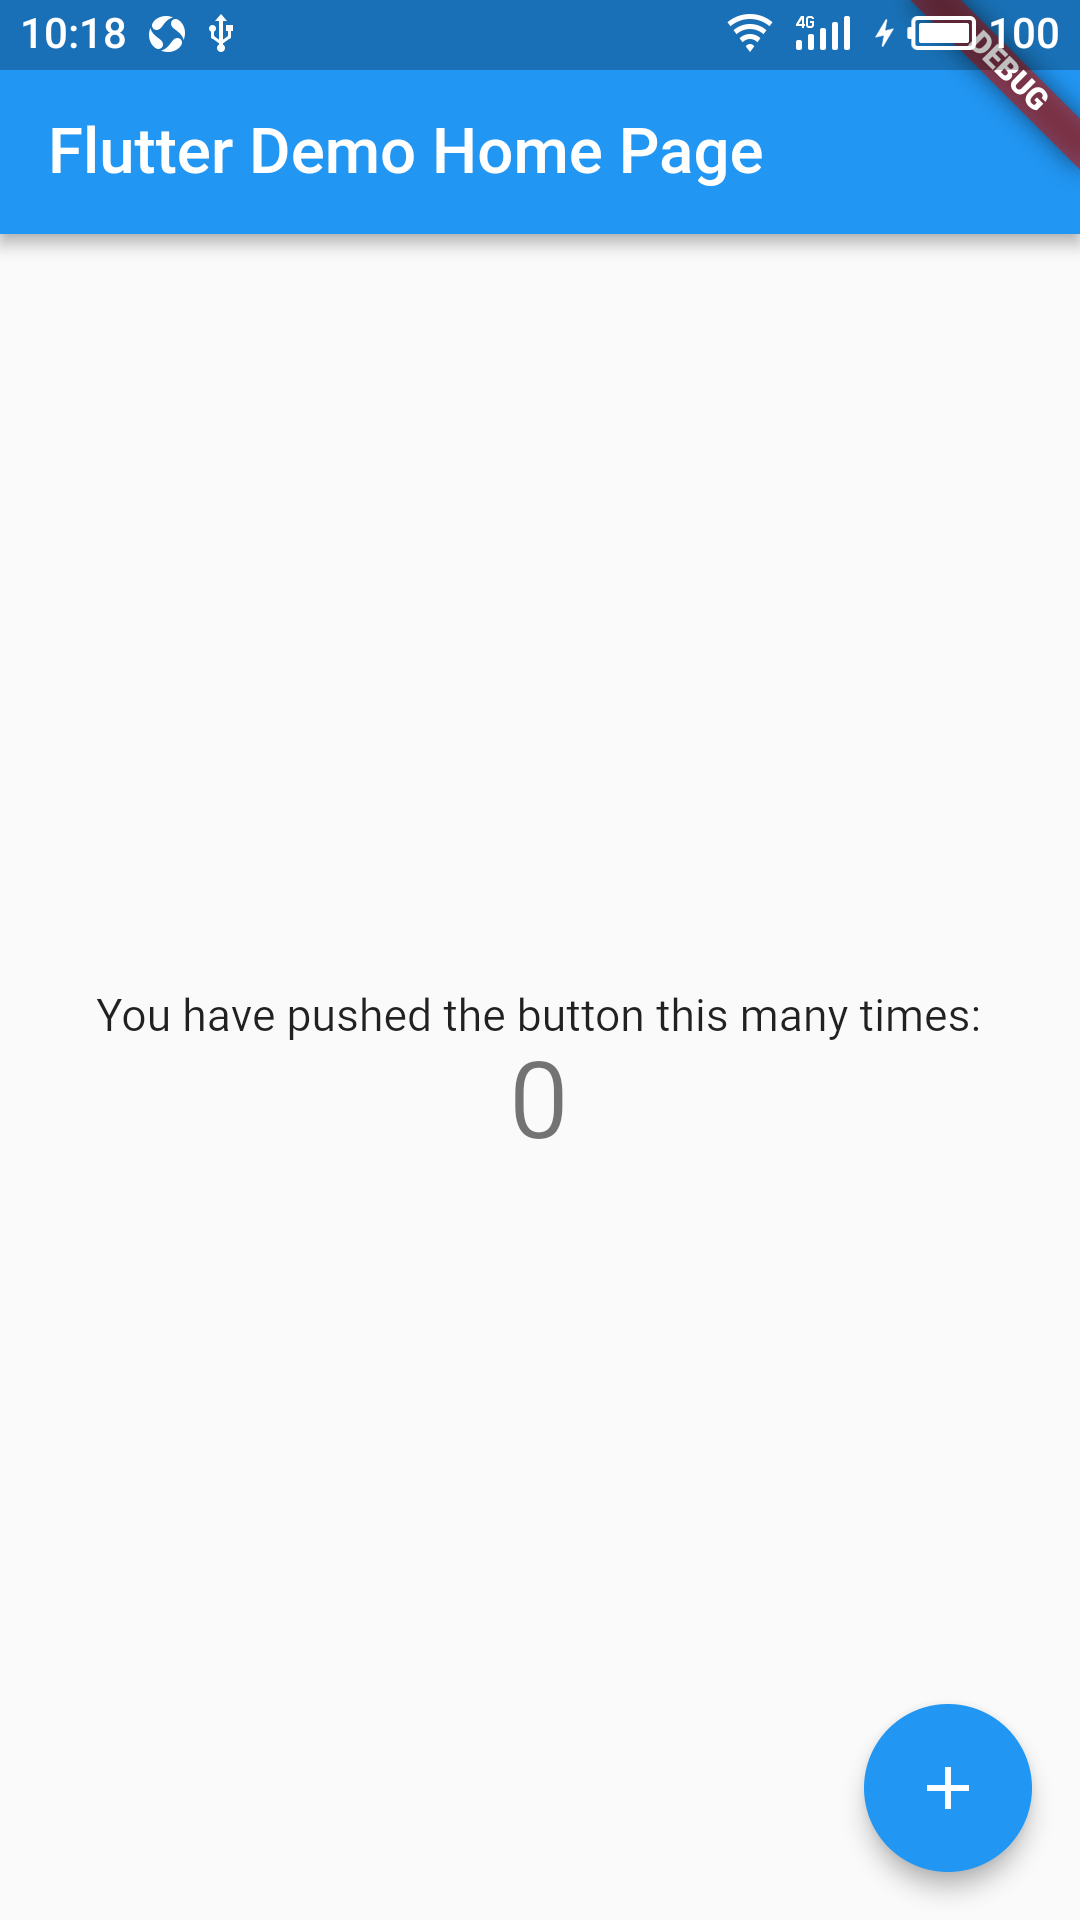 10:18 4G 100
DEBUG
Flutter Demo Home Page
You have pushed the button this many times:
0
+